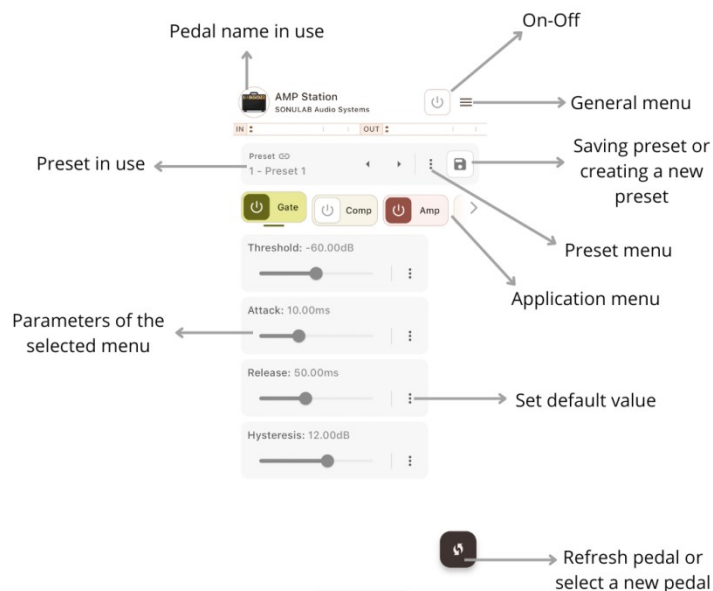 On-Off
Pedal name in use
AMP Station
SONULAB Audio Systems
General menu
IN
OUT
Saving preset or
creating a new
preset
Preset
1 - Preset 1
Preset in use
Gate
Comp
Amp
Preset menu
Threshold: -60.00dB
Application menu
Attack: 10.00ms
Parameters of the
selected menu
Release: 50.00ms
Set default value
Hysteresis: 12.00dB
Refresh pedal or
select a new pedal